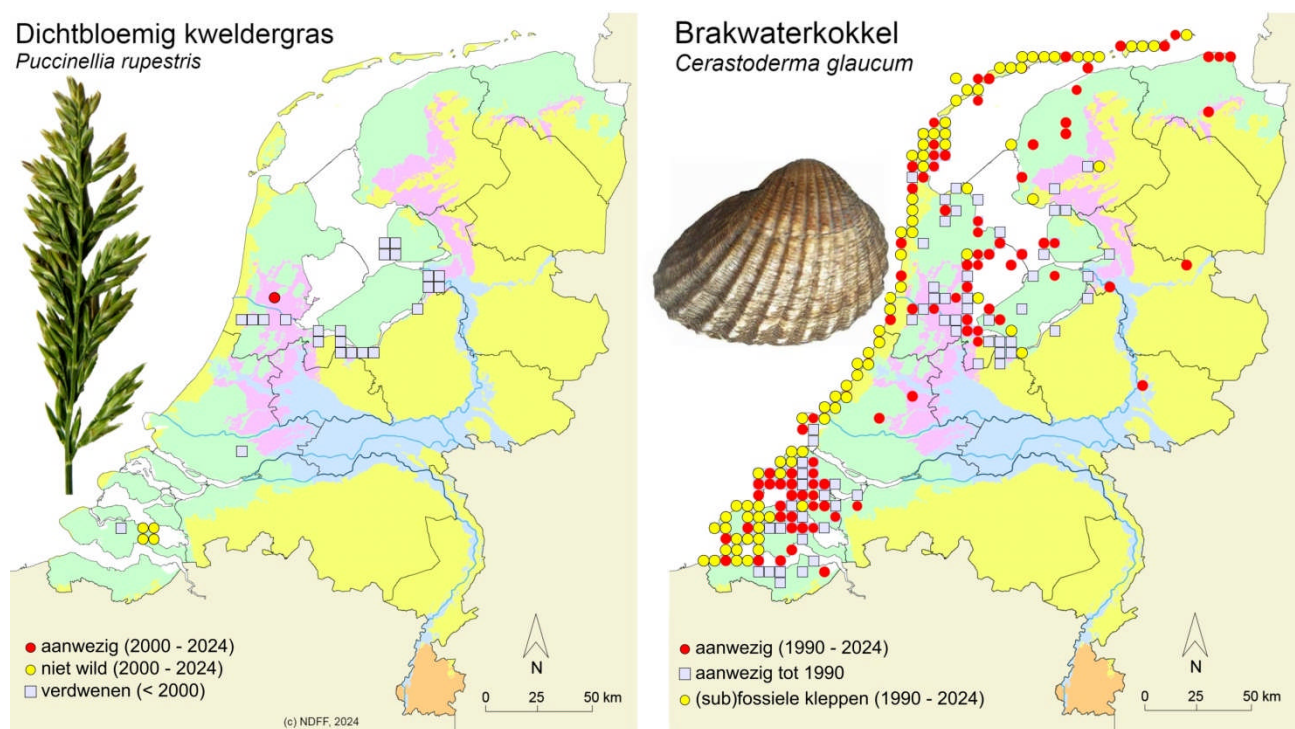 Dichtbloemig kweldergras
Puccinellia rupestris
aanwezig (2000 - 2024)
niet wild (2000 - 2024)
verdwenen (< 2000)
N
0 25 50 km
(c) NDFF, 2024
Brakwaterkokkel
Cerastoderma glaucum
aanwezig (1990 - 2024)
aanwezig tot 1990
(sub)fossiele kleppen (1990 - 2024)
N
0 25 50 km